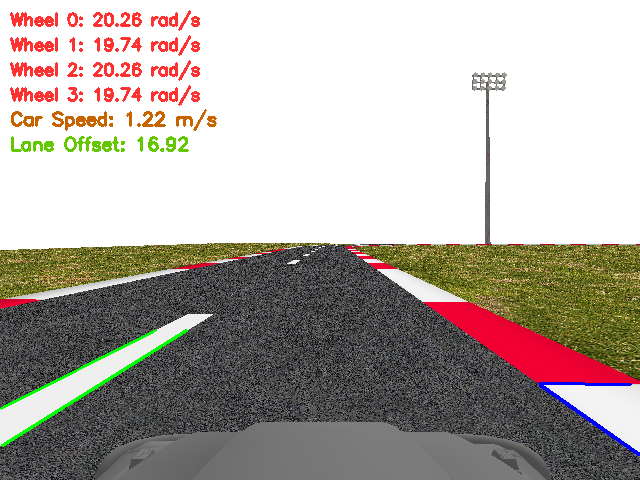 Wheel 0: 20.26 rad/s
Wheel 1: 19.74 rad/s
Wheel 2: 20.26 rad/s
Wheel 3: 19.74 rad/s
Car Speed: 1.22 m/s
Lane Offset: 16.92